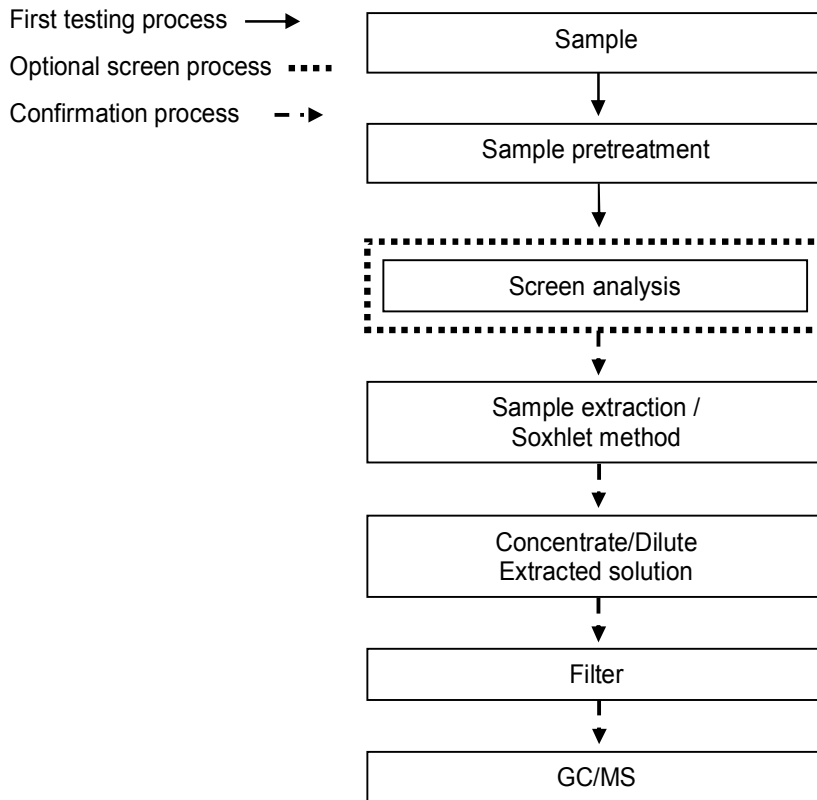 First testing process
Optional screen process
Confirmation process
Sample
Sample pretreatment
Screen analysis
Sample extraction /
Soxhlet method
Concentrate/Dilute
Extracted solution
Filter
GC/MS